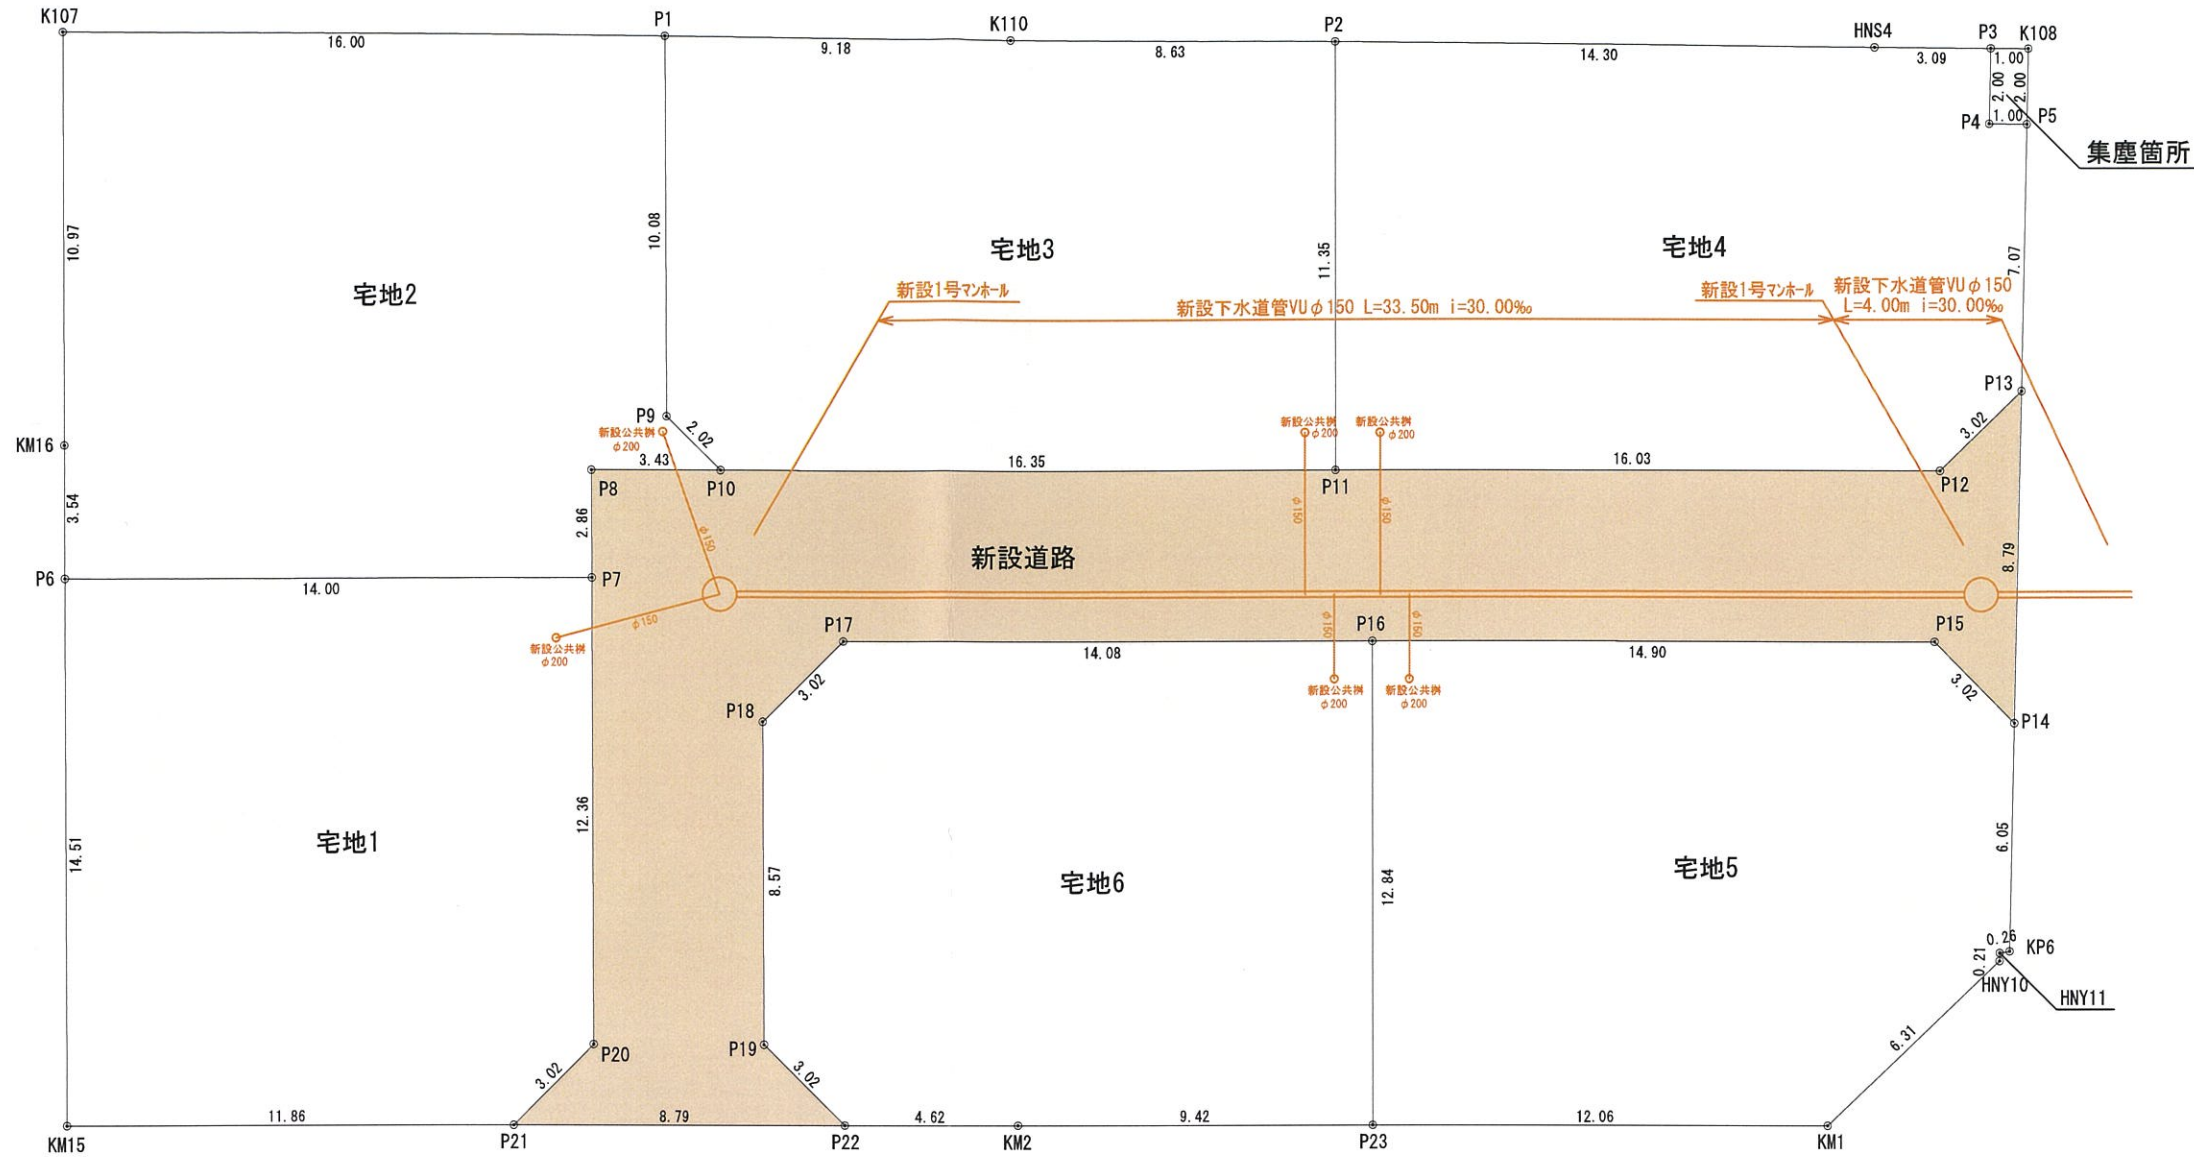 K107
P1
K110
P2
HNS4
P3
K108
16.00
9.18
8.63
14.30
3.09
1.00
2.00
2.00
P4
1.00
P5
集塵箇所
10.97
10.08
11.35
7.07
宅地2
宅地3
宅地4
新設1号マンホール
新設下水道管VUφ150 L=33.50m i=30.00‰
新設1号マンホール
新設下水道管VUφ150
L=4.00m i=30.00‰
P13
P9
新設公共桝
φ200
2.02
新設公共桝
φ200
新設公共桝
φ200
3.02
KM16
3.43
16.35
16.03
P8
P10
P11
P12
3.54
2.86
φ150
φ150
φ150
新設道路
8.79
P6
P7
14.00
φ150
新設公共桝
φ200
P17
P16
P15
φ150
φ150
14.08
14.90
3.02
新設公共桝
φ200
新設公共桝
φ200
3.02
P18
P14
14.51
12.36
8.57
12.84
6.05
宅地1
宅地6
宅地5
0.26
KP6
0.21
HNY10
HNY11
P20
P19
3.02
3.02
6.31
11.86
8.79
4.62
9.42
12.06
KM15
P21
P22
KM2
P23
KM1